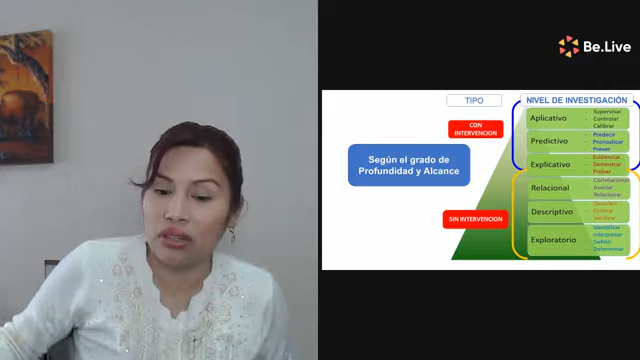 Be.Live
TIPO
NIVEL DE INVESTIGACIÓN
CON
INTERVENCION
Según el grado de
Profundidad y Alcance
SIN INTERVENCION
Aplicativo
- Supervisar
- Controlar
- Calibrar
Predictivo
- Predecir
- Pronosticar
- Prever
Explicativo
- Evidenciar
- Demostrar
- Probar
Relacional
- Correlacionar
- Asociar
- Relacionar
Descriptivo
- Describir
- Estimar
- Verificar
Exploratorio
- Identificar
- Interpretar
- Definir
- Determinar